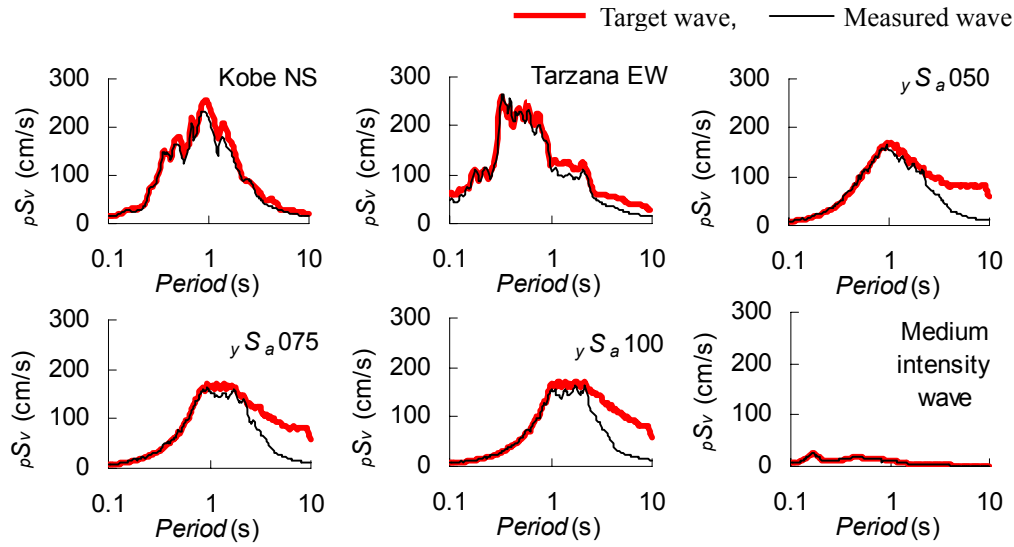 Target wave, Measured wave
Kobe NS
300
200
100
0
pSv (cm/s)
0.1 1 10
Period (s)
Tarzana EW
300
200
100
0
pSv (cm/s)
0.1 1 10
Period (s)
y S a 050
300
200
100
0
pSv (cm/s)
0.1 1 10
Period (s)
y S a 075
300
200
100
0
pSv (cm/s)
0.1 1 10
Period (s)
y S a 100
300
200
100
0
pSv (cm/s)
0.1 1 10
Period (s)
Medium
intensity
wave
300
200
100
0
pSv (cm/s)
0.1 1 10
Period (s)